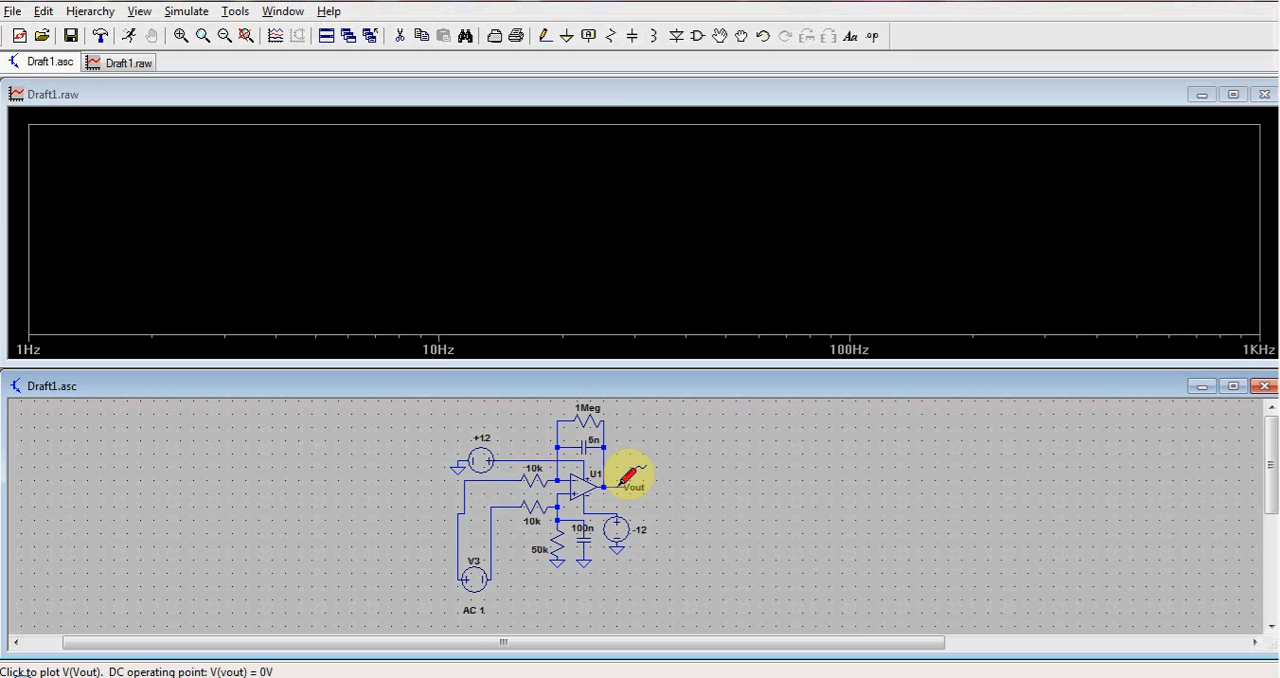 File Edit Hierarchy View Simulate Tools Window Help
Aa .op
Draft1.asc Draft1.raw
Draft1.raw
1Hz 10Hz 100Hz 1KHz
Draft1.asc
1Meg
+12
5n
10k
U1
Vout
10k
100n
-12
50k
V3
AC 1
Click to plot V(Vout). DC operating point: V(vout) = 0V